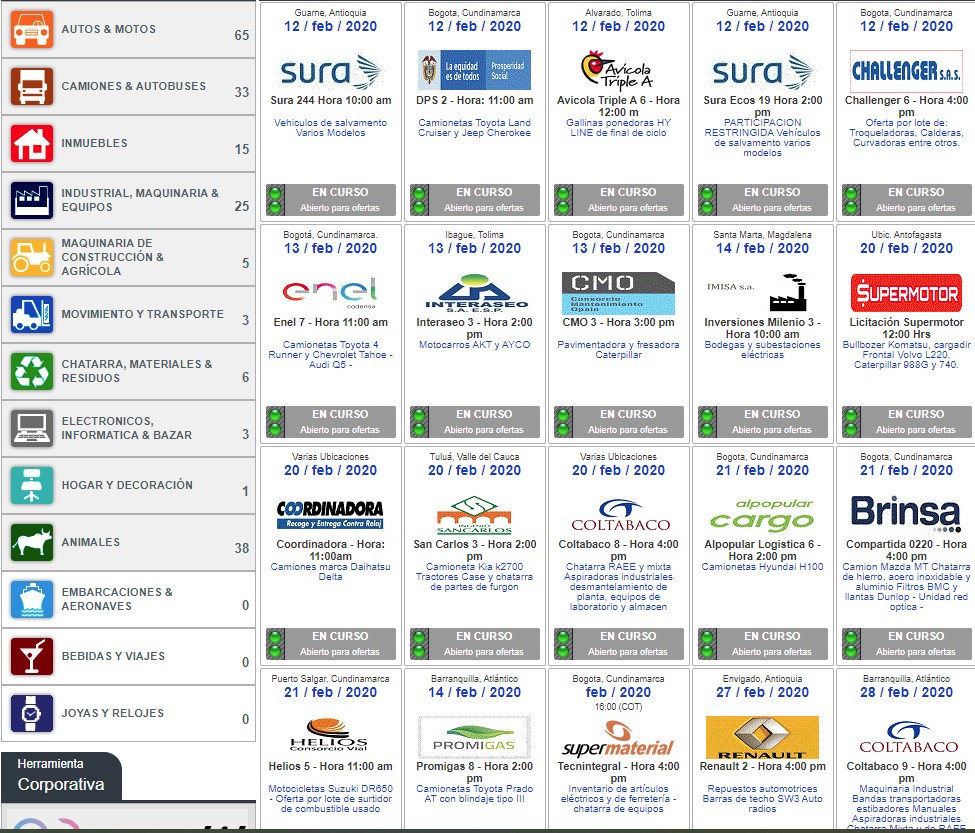 AUTOS & MOTOS
65
CAMIONES & AUTOBUSES
33
INMUEBLES
15
INDUSTRIAL, MAQUINARIA &
EQUIPOS
25
MAQUINARIA DE
CONSTRUCCIÓN &
AGRÍCOLA
5
MOVIMIENTO Y TRANSPORTE
3
CHATARRA, MATERIALES &
RESIDUOS
6
ELECTRONICOS,
INFORMATICA & BAZAR
3
HOGAR Y DECORACIÓN
1
ANIMALES
38
EMBARCACIONES &
AERONAVES
0
BEBIDAS Y VIAJES
0
JOYAS Y RELOJES
0
Herramienta
Corporativa
Guarne, Antioquia
12 / feb / 2020
sura
Sura 244 Hora 10:00 am
Vehiculos de salvamento
Varios Modelos
EN CURSO
Abierto para ofertas
Bogota, Cundinamarca
12 / feb / 2020
La equidad
es de todos
Prosperidad
Social
DPS 2 - Hora: 11:00 am
Camionetas Toyota Land
Cruiser y Jeep Cherokee
EN CURSO
Abierto para ofertas
Alvarado, Tolima
12 / feb / 2020
Avicola
Triple A
Avicola Triple A 6 - Hora
12:00 m
Gallinas ponedoras HY
LINE de final de ciclo
EN CURSO
Abierto para ofertas
Guarne, Antioquia
12 / feb / 2020
sura
Sura Ecos 19 Hora 2:00
pm
PARTICIPACION
RESTRINGIDA Vehículos
de salvamento varios
modelos
EN CURSO
Abierto para ofertas
Bogota, Cundinamarca
12 / feb / 2020
CHALLENGER S.A.S.
Challenger 6 - Hora 4:00
pm
Oferta por lote de:
Troqueladoras, Calderas,
Curvadoras entre otros.
EN CURSO
Abierto para ofertas
Bogotá, Cundinamarca.
13 / feb / 2020
enel
codensa
Enel 7 - Hora 11:00 am
Camionetas Toyota 4
Runner y Chevrolet Tahoe -
Audi Q5 -
EN CURSO
Abierto para ofertas
Ibague, Tolima
13 / feb / 2020
INTERASEO
S.A. E.S.P.
Interaseo 3 - Hora 2:00
pm
Motocarros AKT y AYCO
EN CURSO
Abierto para ofertas
Bogota, Cundinamarca
13 / feb / 2020
CMO
Consorcio
Mantenimiento
Opain
CMO 3 - Hora 3:00 pm
Pavimentadora y fresadora
Caterpillar
EN CURSO
Abierto para ofertas
Santa Marta, Magdalena
14 / feb / 2020
IMISA s.a.
Inversiones Milenio 3 -
Hora 10:00 am
Bodegas y subestaciones
eléctricas
EN CURSO
Abierto para ofertas
Ubic. Antofagasta
20 / feb / 2020
SUPERMOTOR
Licitación Supermotor
12:00 Hrs
Bullbozer Komatsu, cargadir
Frontal Volvo L220,
Caterpillar 988G y 740.
EN CURSO
Abierto para ofertas
Varias Ubicaciones
20 / feb / 2020
COORDINADORA
Recoge y Entrega Contra Reloj
Coordinadora - Hora:
11:00am
Camiones marca Daihatsu
Delta
EN CURSO
Abierto para ofertas
Tuluá, Valle del Cauca
20 / feb / 2020
INGENIO
SANCARLOS
San Carlos 3 - Hora 2:00
pm
Camioneta Kia k2700
Tractores Case y chatarra
de partes de furgon
EN CURSO
Abierto para ofertas
Varias Ubicaciones
20 / feb / 2020
COLTABACO
Coltabaco 8 - Hora 4:00
pm
Chatarra RAEE y mixta
Aspiradoras industriales
desmantelamiento de
planta, equipos de
laboratorio y almacen
EN CURSO
Abierto para ofertas
Bogota, Cundinamarca
21 / feb / 2020
alpopular
cargo
Alpopular Logistica 6 -
Hora 2:00 pm
Camionetas Hyundai H100
EN CURSO
Abierto para ofertas
Bogota, Cundinamarca
21 / feb / 2020
Brinsa
Compartida 0220 - Hora
4:00 pm
Camion Mazda MT Chatarra
de hierro, acero inoxidable y
aluminio Filtros BMC y
llantas Dunlop - Unidad red
optica -
EN CURSO
Abierto para ofertas
Puerto Salgar, Cundinamarca
21 / feb / 2020
HELIOS
Consorcio Vial
Helios 5 - Hora 11:00 am
Motocicletas Suzuki DR650
- Oferta por lote de surtidor
de combustible usado
Barranquilla, Atlántico
14 / feb / 2020
PROMIGAS
Promigas 8 - Hora 2:00
pm
Camionetas Toyota Prado
AT con blindaje tipo III
Bogota, Cundinamarca
feb / 2020
16:00 (COT)
supermaterial
Tecnintegral - Hora 4:00
pm
Inventario de artículos
eléctricos y de ferretería -
chatarra de equipos
Envigado, Antioquia
27 / feb / 2020
RENAULT
Renault 2 - Hora 4:00 pm
Repuestos automotrices
Barras de techo SW3 Auto
radios
Barranquilla, Atlántico
28 / feb / 2020
COLTABACO
Coltabaco 9 - Hora 4:00
pm
Maquinaria Industrial
Bandas transportadoras
estibadores Manuales
Aspiradoras industriales
Chatarra Mixta y de RAEE